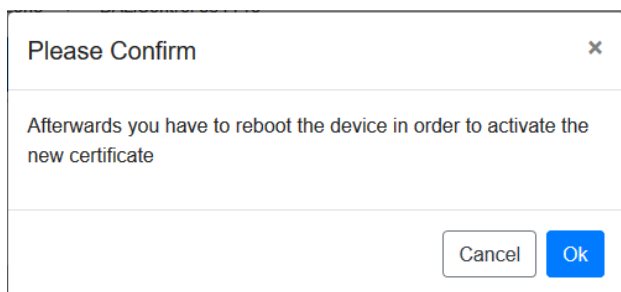 Please Confirm
×
Afterwards you have to reboot the device in order to activate the
new certificate
Cancel Ok